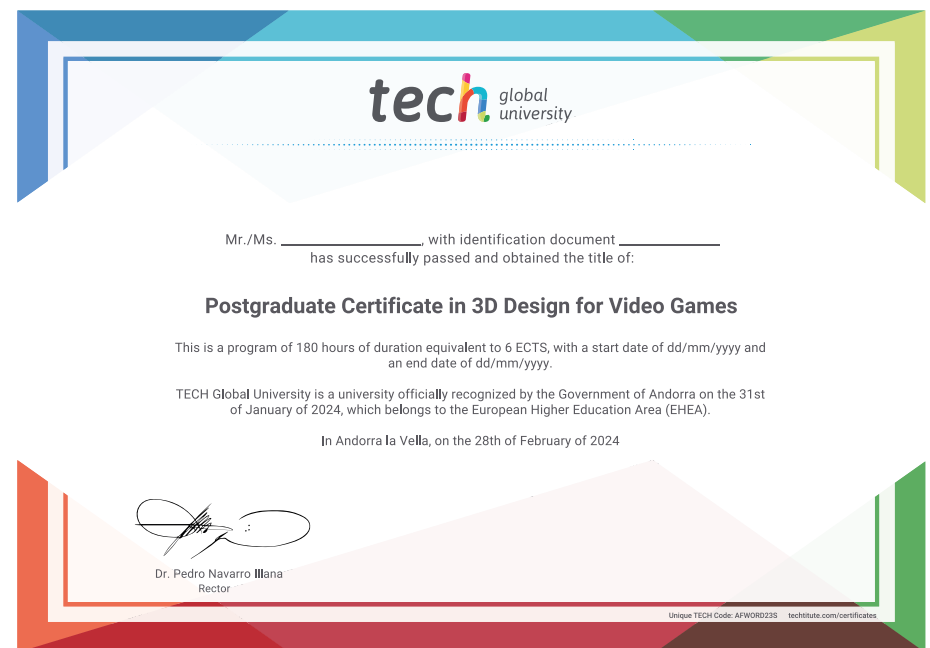 tech global
university
Mr./Ms. ____________, with identification document ____________
has successfully passed and obtained the title of:
Postgraduate Certificate in 3D Design for Video Games
This is a program of 180 hours of duration equivalent to 6 ECTS, with a start date of dd/mm/yyyy and
an end date of dd/mm/yyyy.
TECH Global University is a university officially recognized by the Government of Andorra on the 31st
of January of 2024, which belongs to the European Higher Education Area (EHEA).
In Andorra la Vella, on the 28th of February of 2024
Dr. Pedro Navarro Illana
Rector
Unique TECH Code: AFWORD23S techtitute.com/certificates